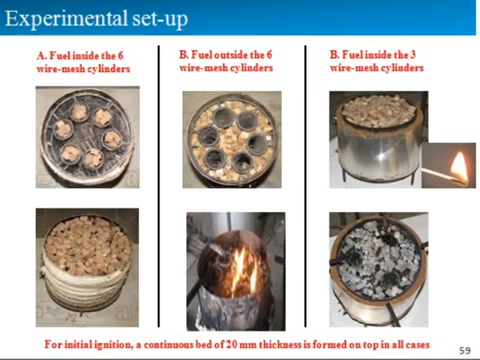 Experimental set-up
A. Fuel inside the 6
wire-mesh cylinders
B. Fuel outside the 6
wire-mesh cylinders
B. Fuel inside the 3
wire-mesh cylinders
For initial ignition, a continuous bed of 20 mm thickness is formed on top in all cases
59